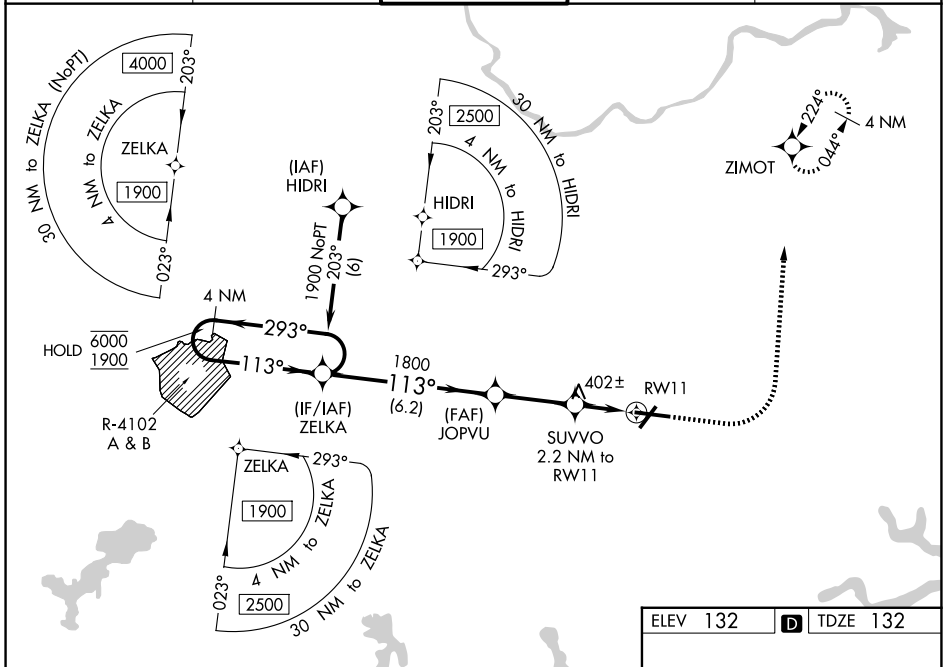 30 NM to ZELKA (NoPT)
4000
203°
4 NM to ZELKA
ZELKA
1900
023°
(IAF)
HIDRI
1900 NoPT
203°
(6)
203°
2500
30 NM to HIDRI
4 NM to HIDRI
HIDRI
1900
293°
224°
044°
4 NM
ZIMOT
4 NM
HOLD 6000
1900
293°
113°
R-4102
A & B
(IF/IAF)
ZELKA
1800
113°
(6.2)
(FAF)
JOPVU
402±
SUVVO
2.2 NM to
RW11
RW11
ZELKA
293°
1900
4 NM to ZELKA
023°
2500
30 NM to ZELKA
ELEV 132 D TDZE 132